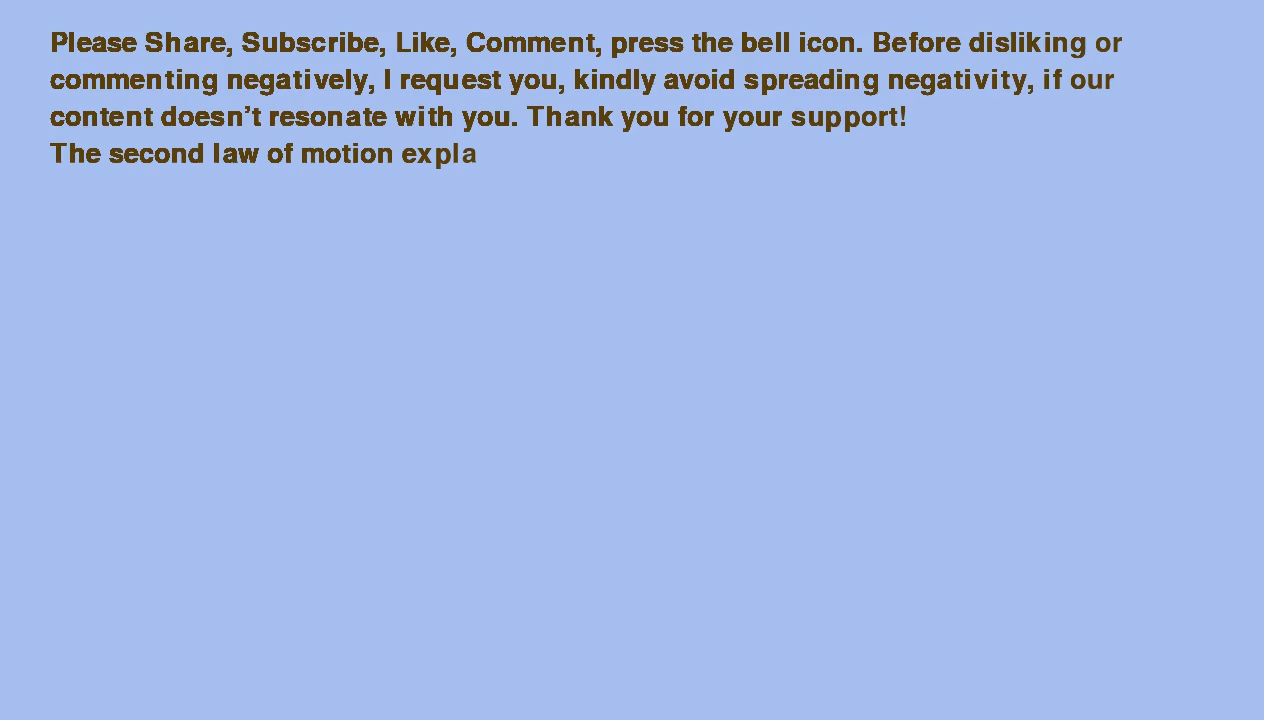 Please Share, Subscribe, Like, Comment, press the bell icon. Before disliking or
commenting negatively, I request you, kindly avoid spreading negativity, if our
content doesn’t resonate with you. Thank you for your support!
The second law of motion expla